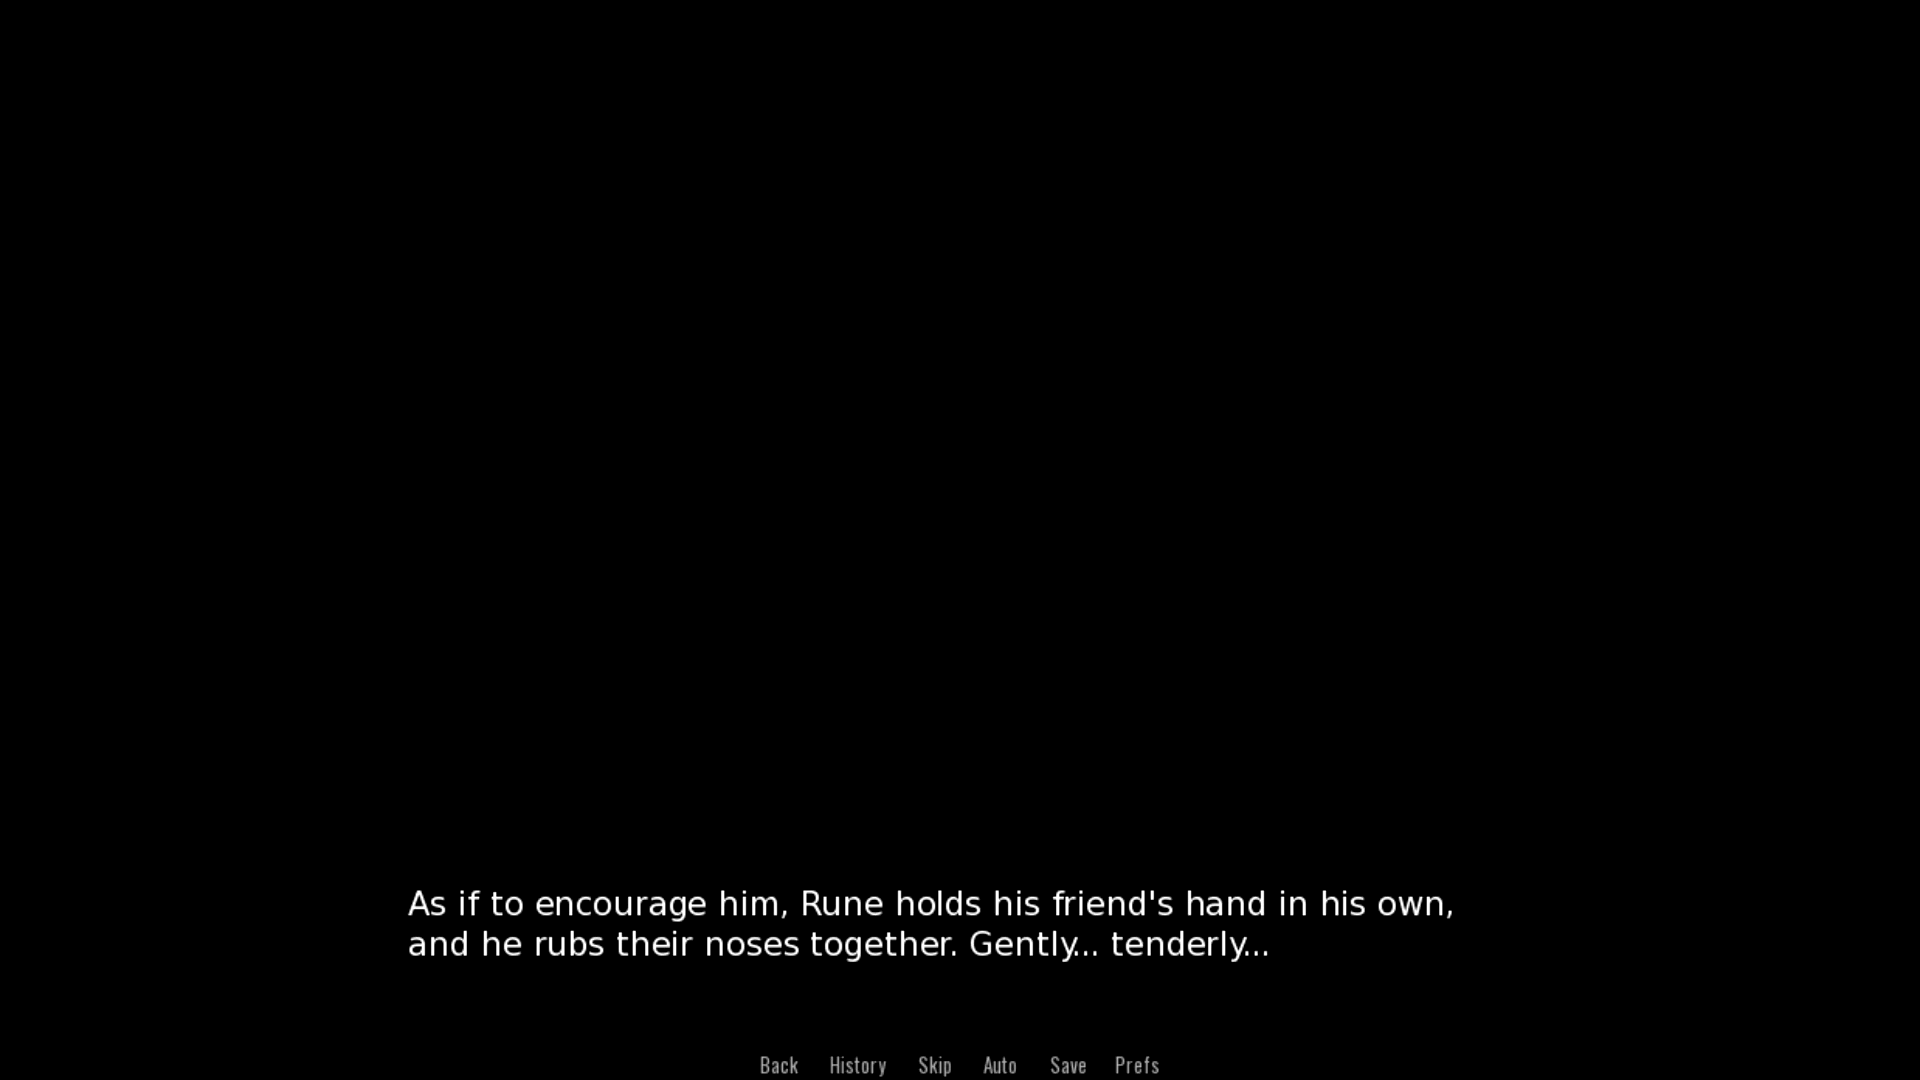 As if to encourage him, Rune holds his friend's hand in his own,
and he rubs their noses together. Gently... tenderly...
Back History Skip Auto Save Prefs